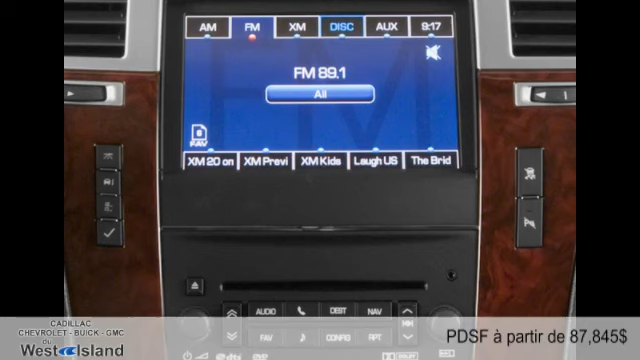 AM FM XM DISC AUX 9:17
FM 89.1
All
FAV
XM 20 on XM Previ XM Kids Laugh US The Brid
AUDIO NAV
FAV CONFIG RPT
CADILLAC
CHEVROLET - BUICK - GMC
du
West Island
PDSF à partir de 87,845$